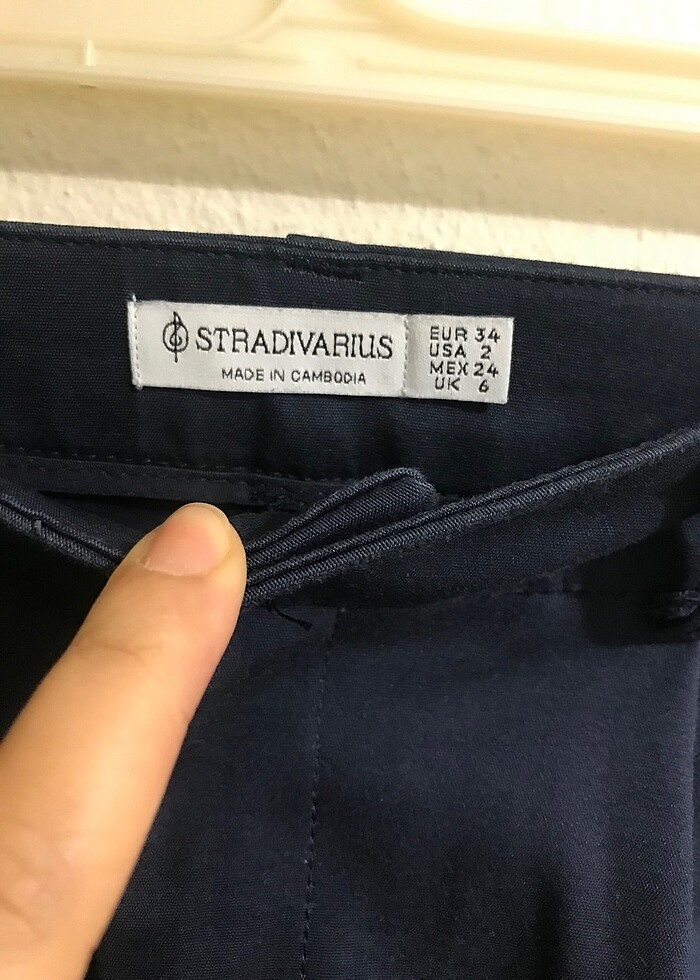 STRADIVARIUS
MADE IN CAMBODIA
EUR 34
USA 2
MEX 24
UK 6